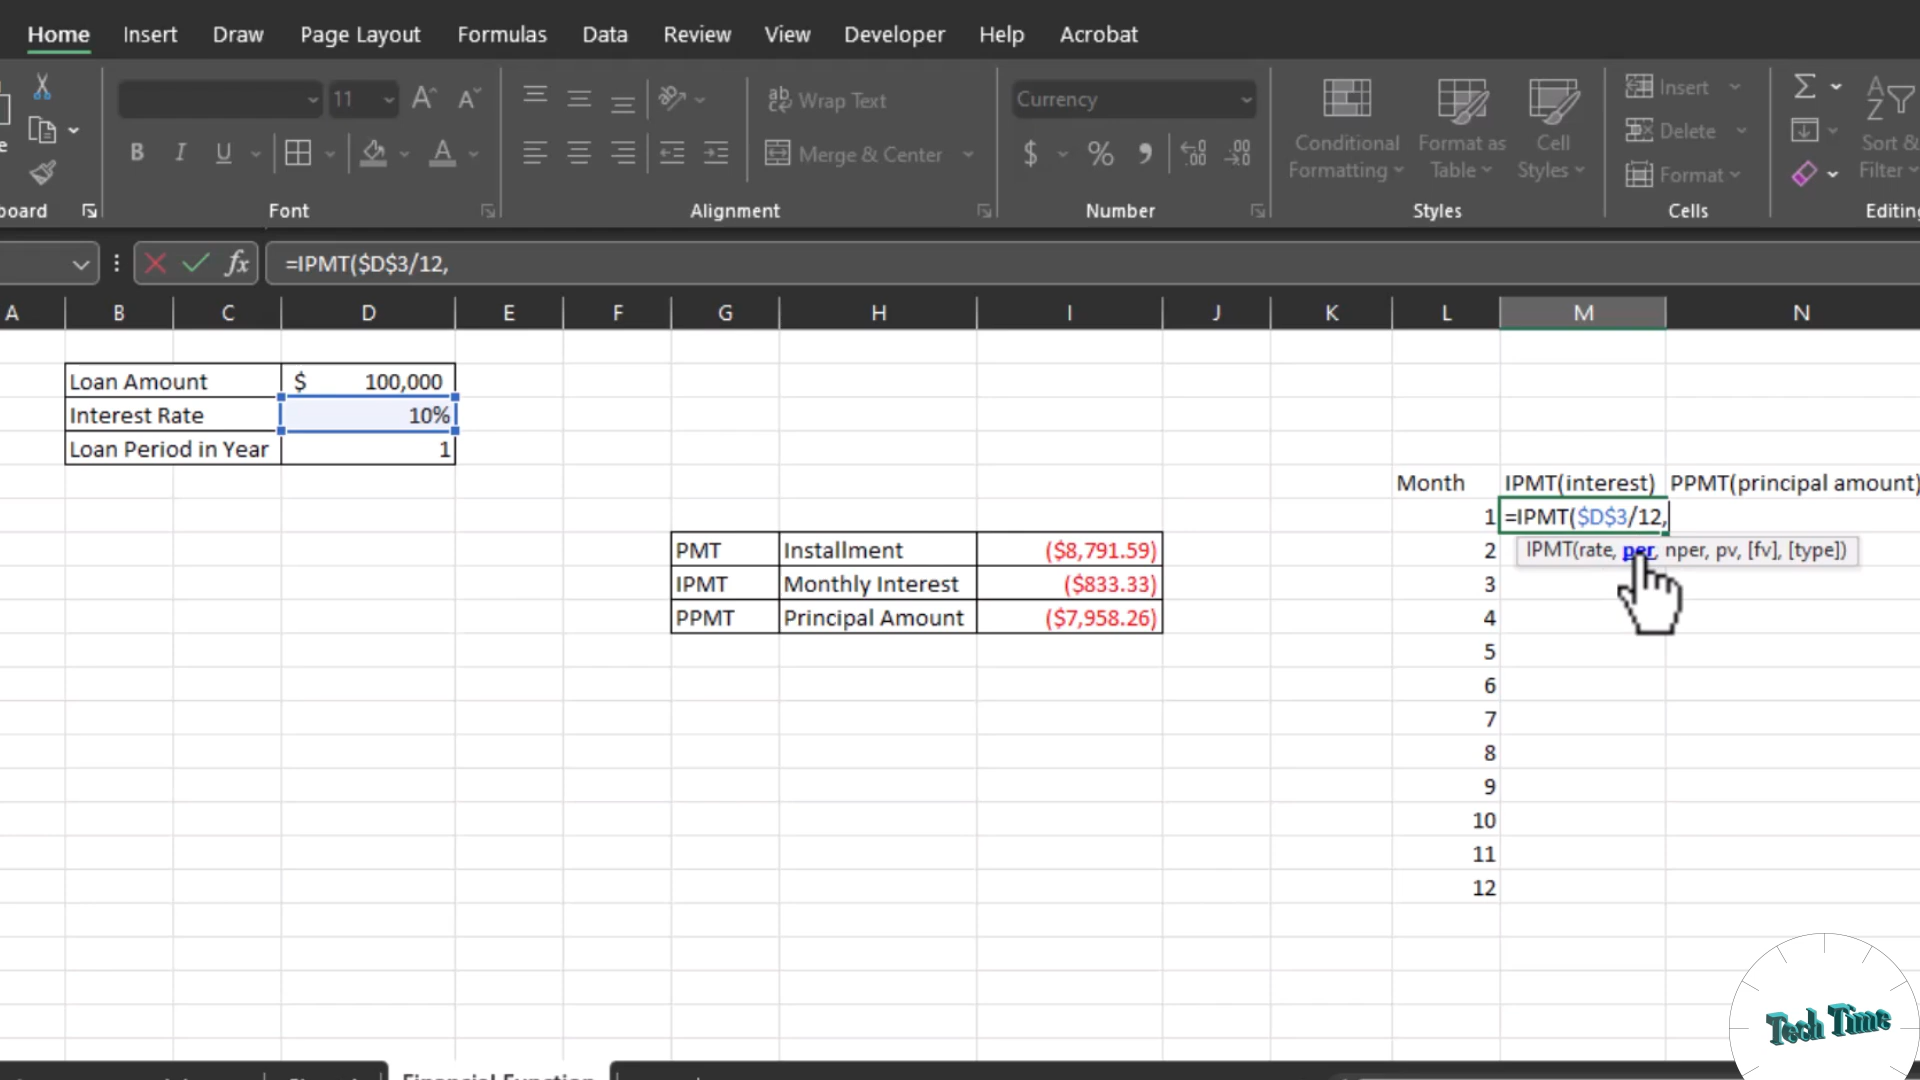 Home Insert Draw Page Layout Formulas Data Review View Developer Help Acrobat
11 Wrap Text Currency Insert
Conditional Formatting Format as Table Cell Styles Delete Sort &
B I U Merge & Center $ % Format Filter
Font Alignment Number Styles Cells
=IPMT($D$3/12,
A B C D E F G H I J K L M N
Loan Amount $ 100,000
Interest Rate 10%
Loan Period in Year 1
Month IPMT(interest) PPMT(principal amount)
1 =IPMT($D$3/12,
PMT Installment ($8,791.59) 2 IPMT(rate, per, nper, pv, [fv], [type])
IPMT Monthly Interest ($833.33) 3
PPMT Principal Amount ($7,958.26) 4
5
6
7
8
9
10
11
12
Tech Time
Financial Function